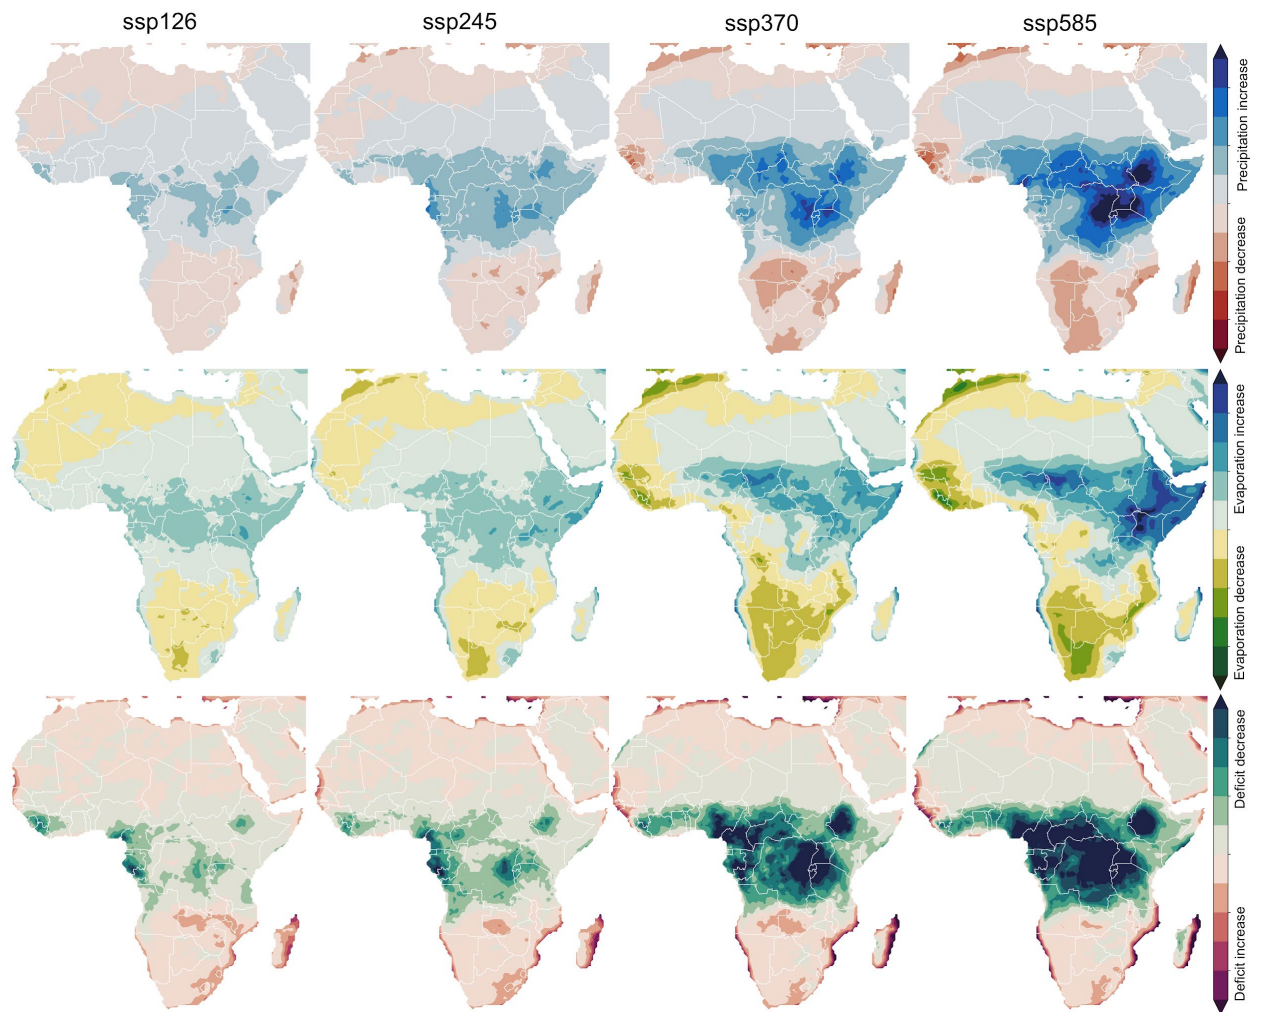 ssp126
ssp245
ssp370
ssp585
Precipitation increase
Precipitation decrease
Evaporation increase
Evaporation decrease
Deficit decrease
Deficit increase